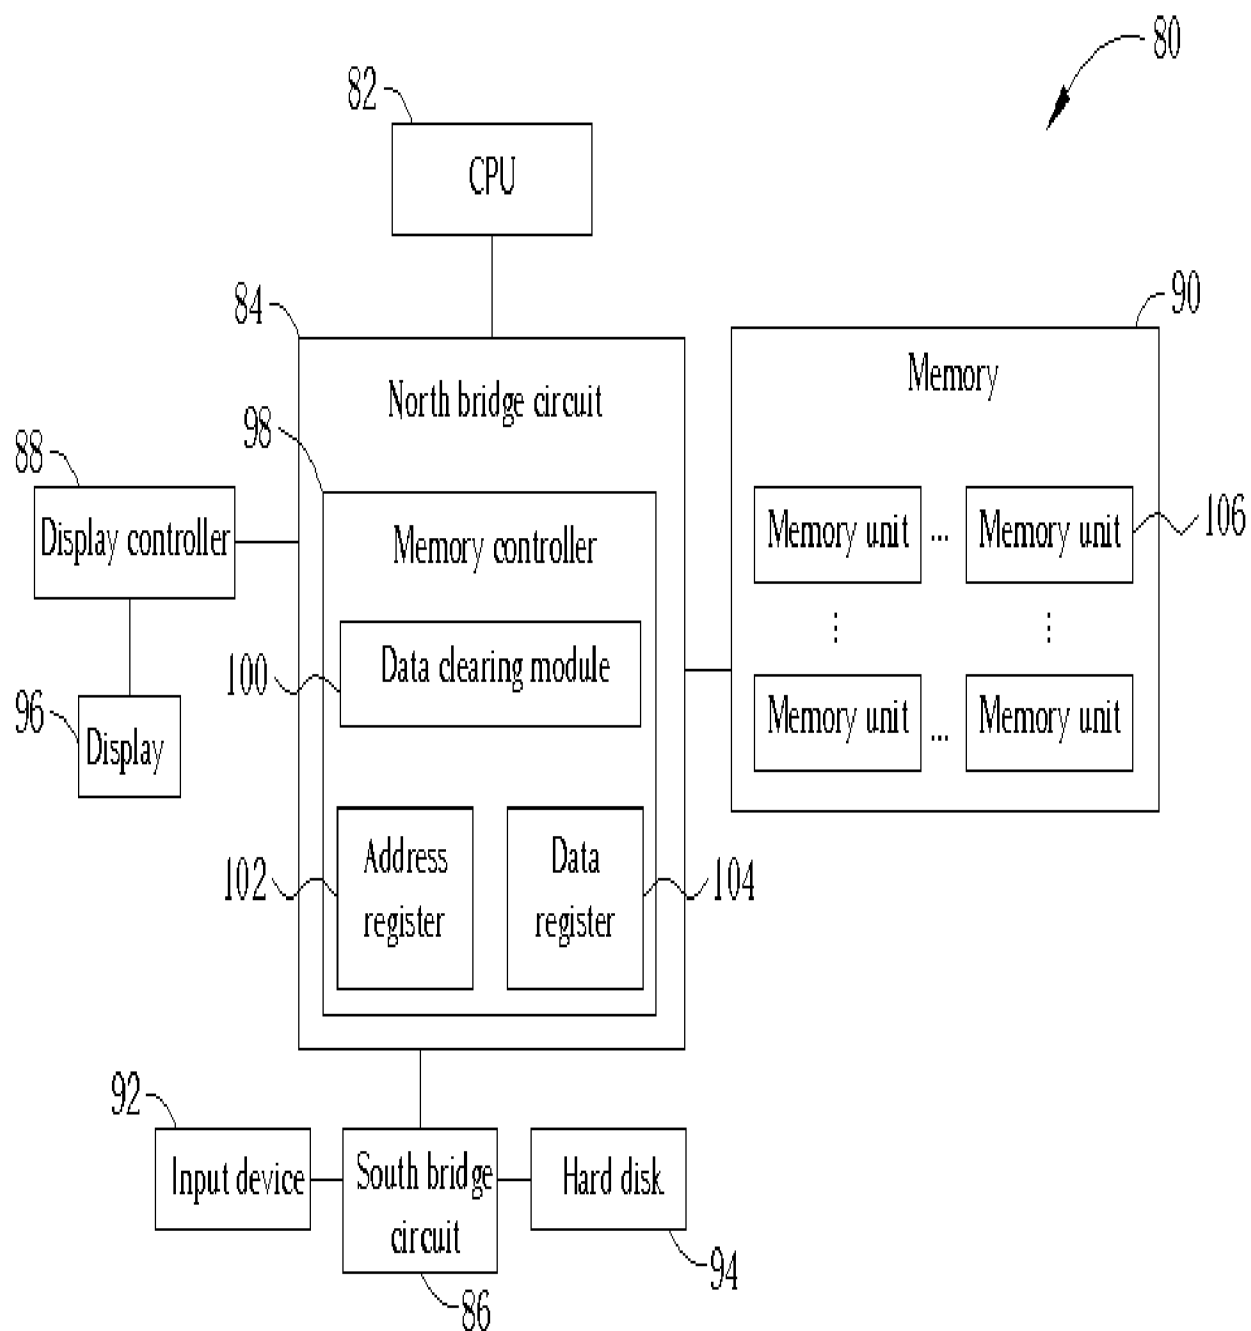 80
82
CPU
84
90
North bridge circuit
Memory
98
88
Display controller
Memory controller
Memory unit ... Memory unit
106
100
Data clearing module
96
Display
Memory unit ... Memory unit
102
Address
register
Data
register
104
92
Input device
South bridge
circuit
Hard disk
94
86